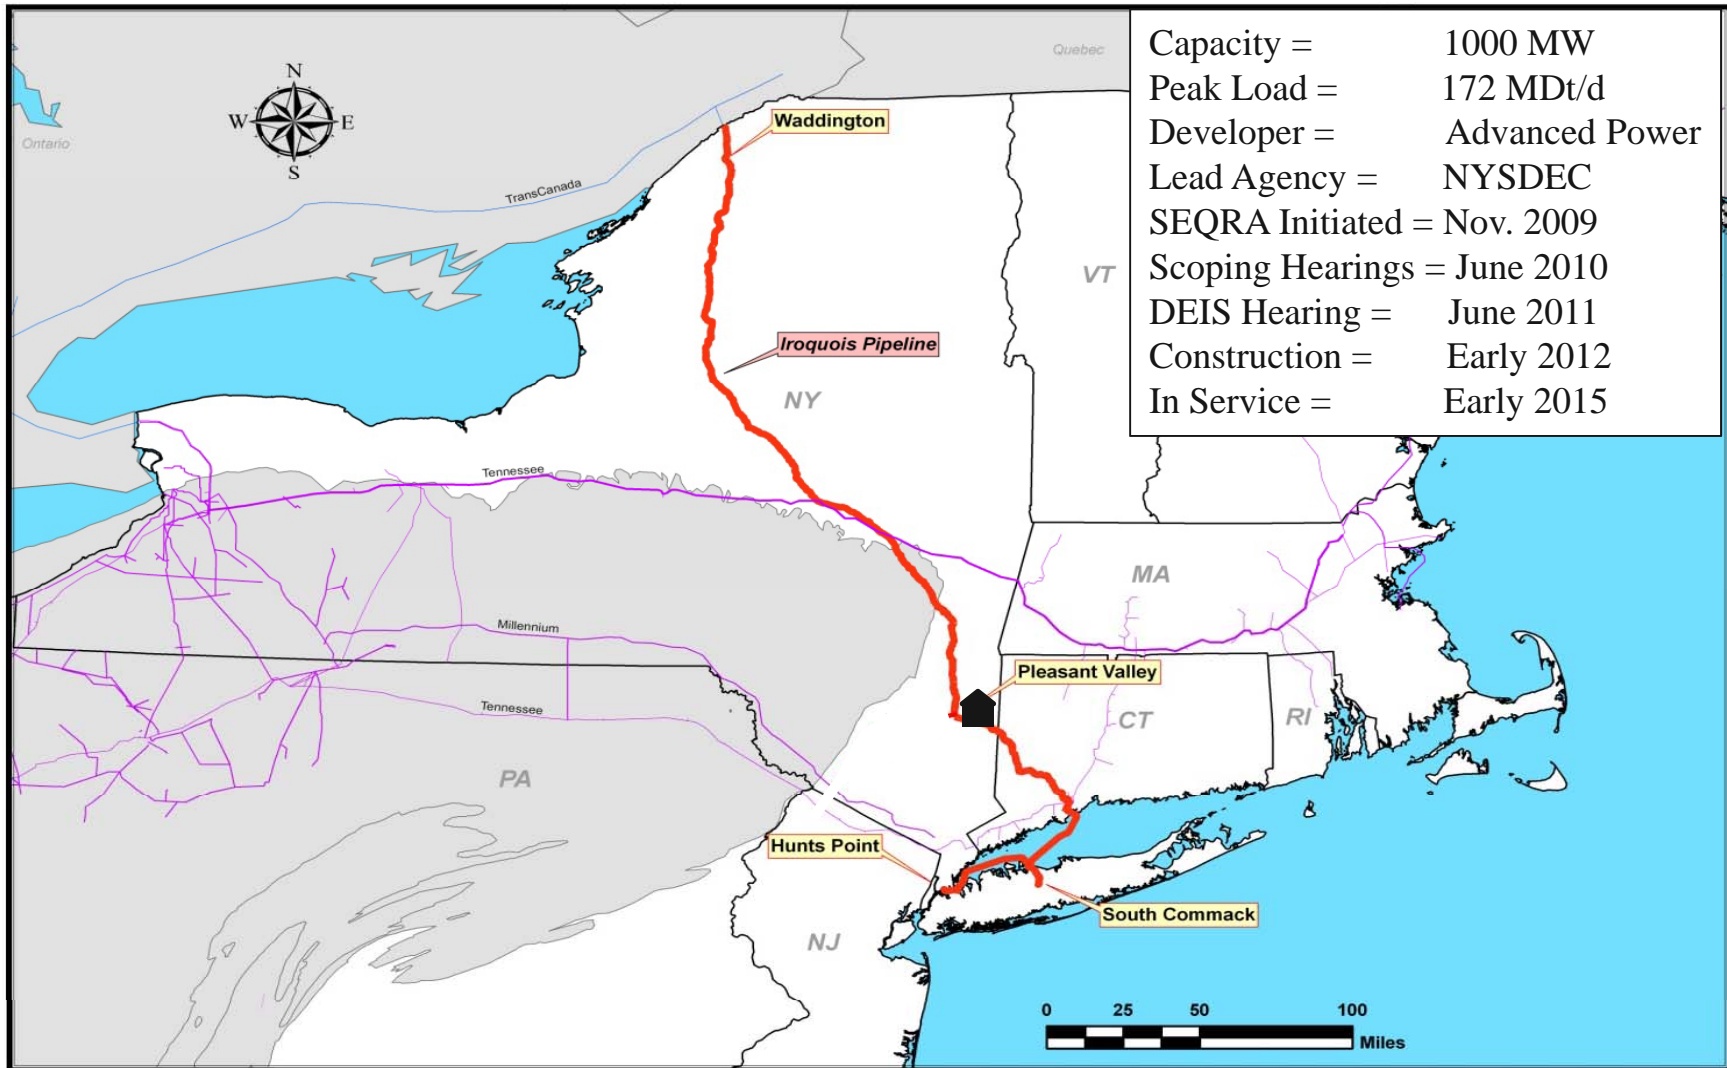 Quebec
Capacity = 1000 MW
Peak Load = 172 MDt/d
Developer = Advanced Power
Lead Agency = NYSDEC
SEQRA Initiated = Nov. 2009
Scoping Hearings = June 2010
DEIS Hearing = June 2011
Construction = Early 2012
In Service = Early 2015
N
W E
S
Ontario
Waddington
TransCanada
VT
Iroquois Pipeline
NY
Tennessee
MA
Millennium
Pleasant Valley
Tennessee
CT
RI
PA
Hunts Point
South Commack
NJ
0 25 50 100
Miles